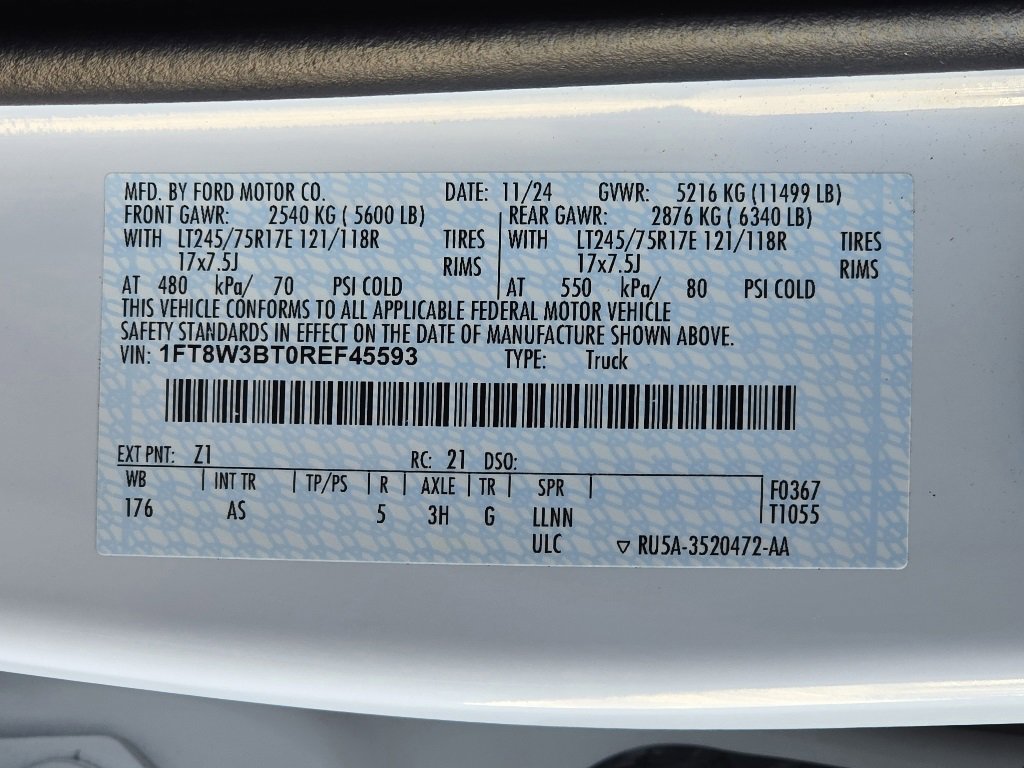 MFD. BY FORD MOTOR CO. DATE: 11/24 GVWR: 5216 KG (11499 LB)
FRONT GAWR: 2540 KG ( 5600 LB) REAR GAWR: 2876 KG ( 6340 LB)
WITH LT245/75R17E 121/118R TIRES WITH LT245/75R17E 121/118R TIRES
17x7.5J RIMS 17x7.5J RIMS
AT 480 kPa/ 70 PSI COLD AT 550 kPa/ 80 PSI COLD
THIS VEHICLE CONFORMS TO ALL APPLICABLE FEDERAL MOTOR VEHICLE
SAFETY STANDARDS IN EFFECT ON THE DATE OF MANUFACTURE SHOWN ABOVE.
VIN: 1FT8W3BT0REF45593 TYPE: Truck
EXT PNT: Z1 RC: 21 DSO:
WB INT TR TP/PS R AXLE TR SPR F0367
176 AS 5 3H G LLNN T1055
ULC ▽ RU5A-3520472-AA